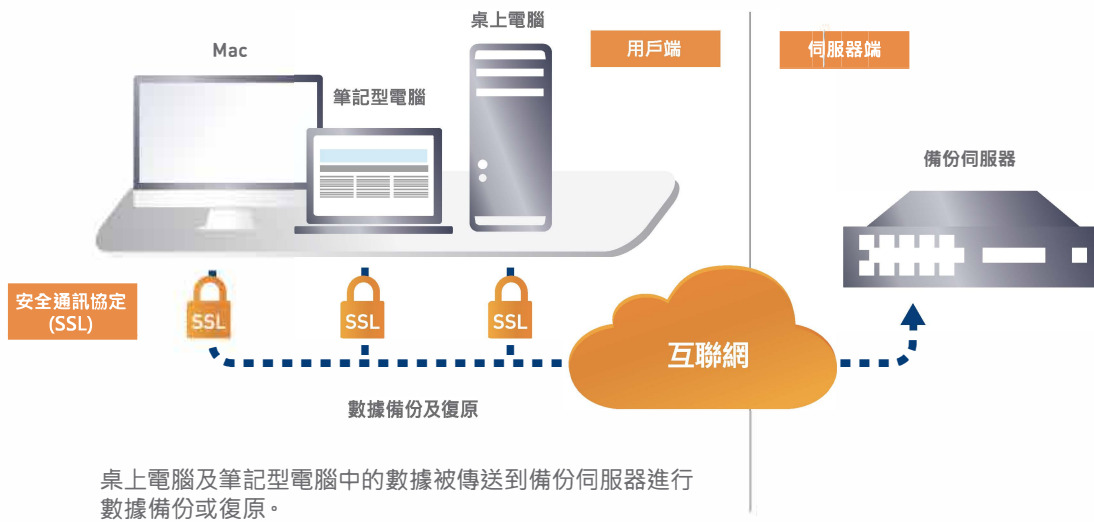 桌上電腦
Mac
用戶端
伺服器端
筆記型電腦
備份伺服器
安全通訊協定
(SSL)
SSL
SSL
SSL
互聯網
數據備份及復原
桌上電腦及筆記型電腦中的數據被傳送到備份伺服器進行
數據備份或復原。